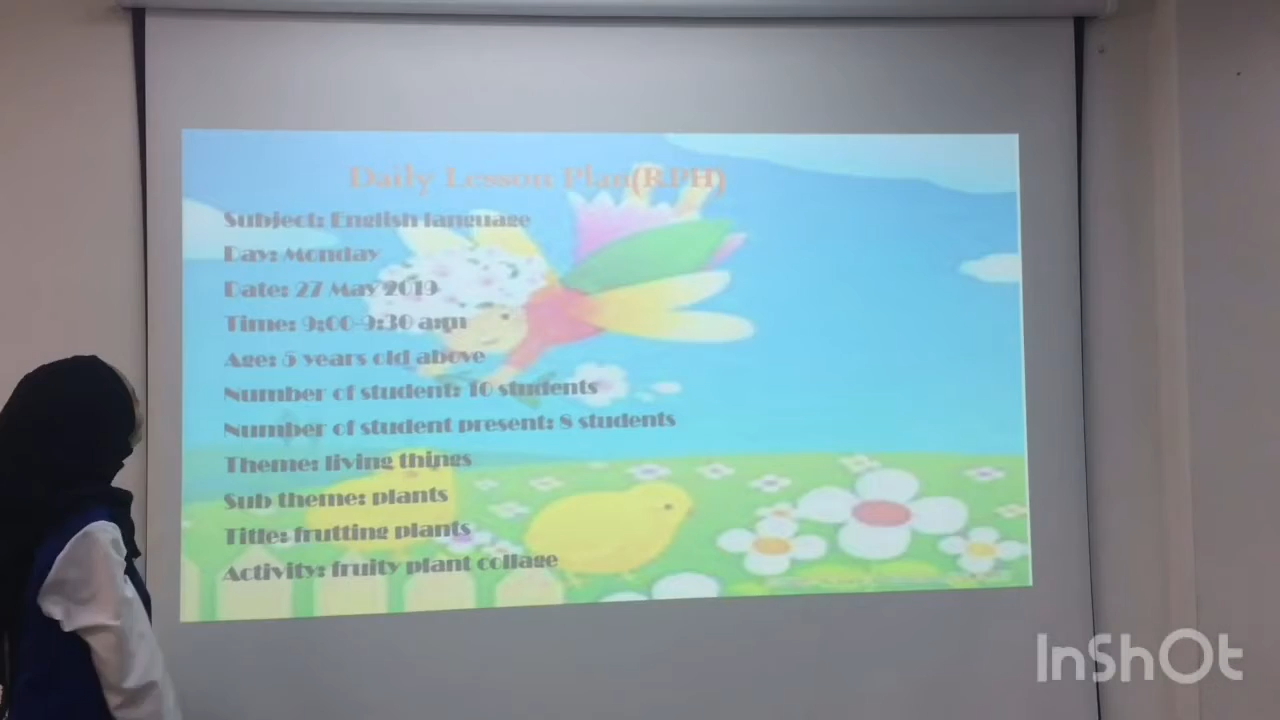 Daily Lesson Plan(RPH)
Subject: English language
Day: Monday
Date: 27 May 2019
Time: 9:00-9:30 a:m
Age: 5 years old above
Number of student: 10 students
Number of student present: 8 students
Theme: living things
Sub theme: plants
Title: frutting plants
Activity: fruity plant collage
InShOt